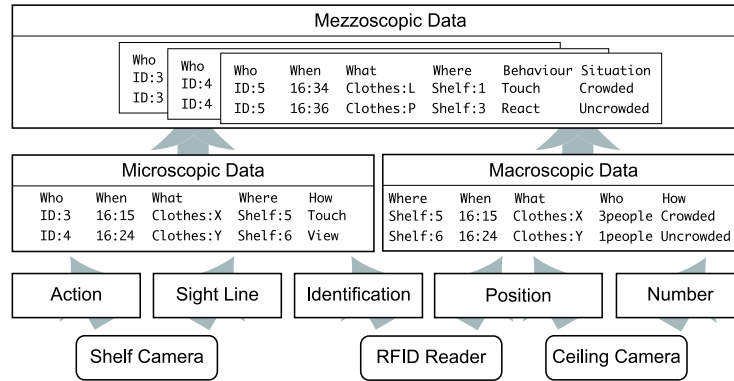 Mezzoscopic Data
Who
ID:3
ID:3
Who
ID:4
ID:4
Who When What Where Behaviour Situation
ID:5 16:34 Clothes:L Shelf:1 Touch Crowded
ID:5 16:36 Clothes:P Shelf:3 React Uncrowded
Microscopic Data
Who When What Where How
ID:3 16:15 Clothes:X Shelf:5 Touch
ID:4 16:24 Clothes:Y Shelf:6 View
Macroscopic Data
Where When What Who How
Shelf:5 16:15 Clothes:X 3people Crowded
Shelf:6 16:24 Clothes:Y 1people Uncrowded
Action
Sight Line
Identification
Position
Number
Shelf Camera
RFID Reader
Ceiling Camera